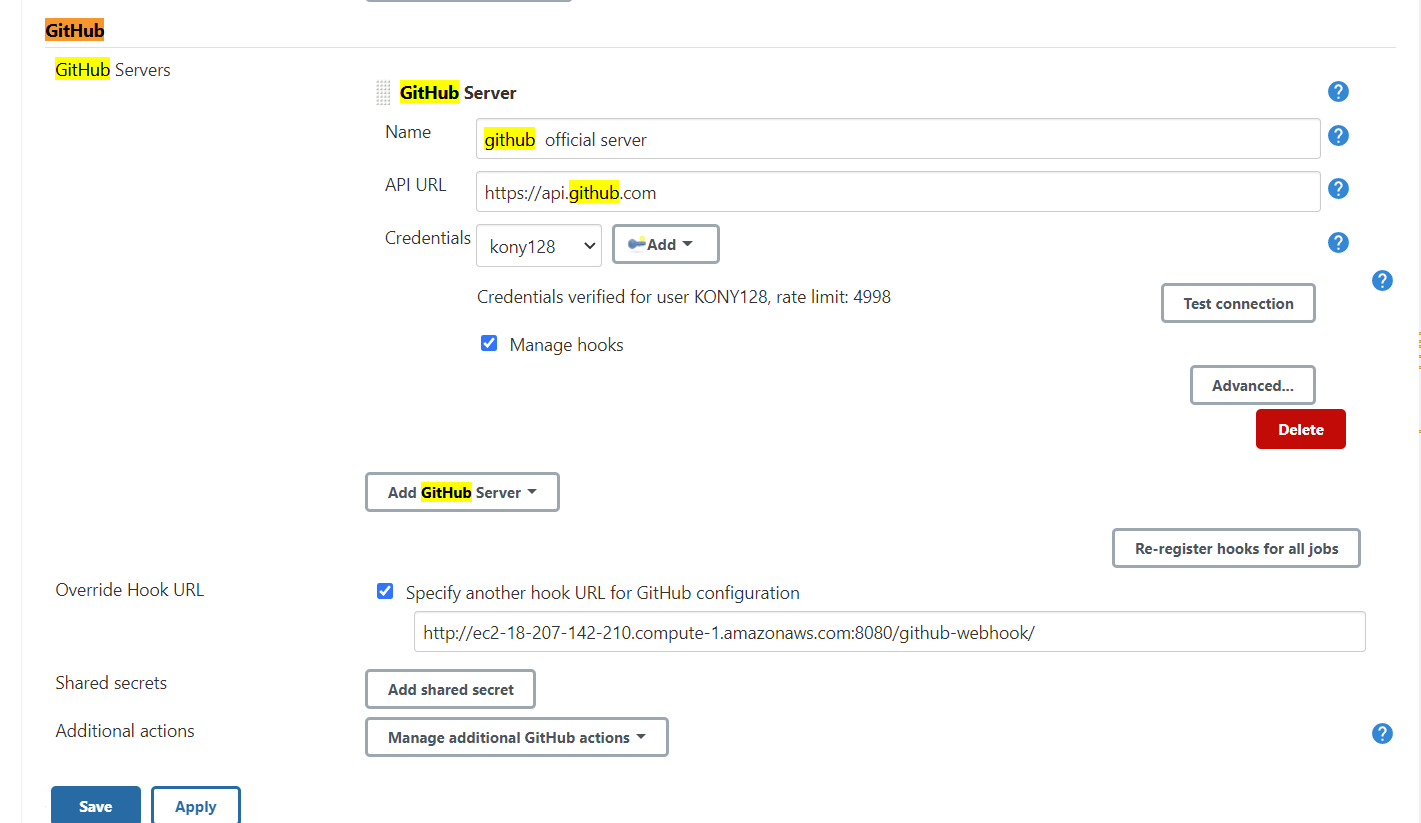 GitHub
GitHub Servers
GitHub Server
Name
github official server
API URL
https://api.github.com
Credentials
kony128
Add
Credentials verified for user KONY128, rate limit: 4998
Test connection
Manage hooks
Advanced...
Delete
Add GitHub Server
Re-register hooks for all jobs
Override Hook URL
Specify another hook URL for GitHub configuration
http://ec2-18-207-142-210.compute-1.amazonaws.com:8080/github-webhook/
Shared secrets
Add shared secret
Additional actions
Manage additional GitHub actions
Save
Apply